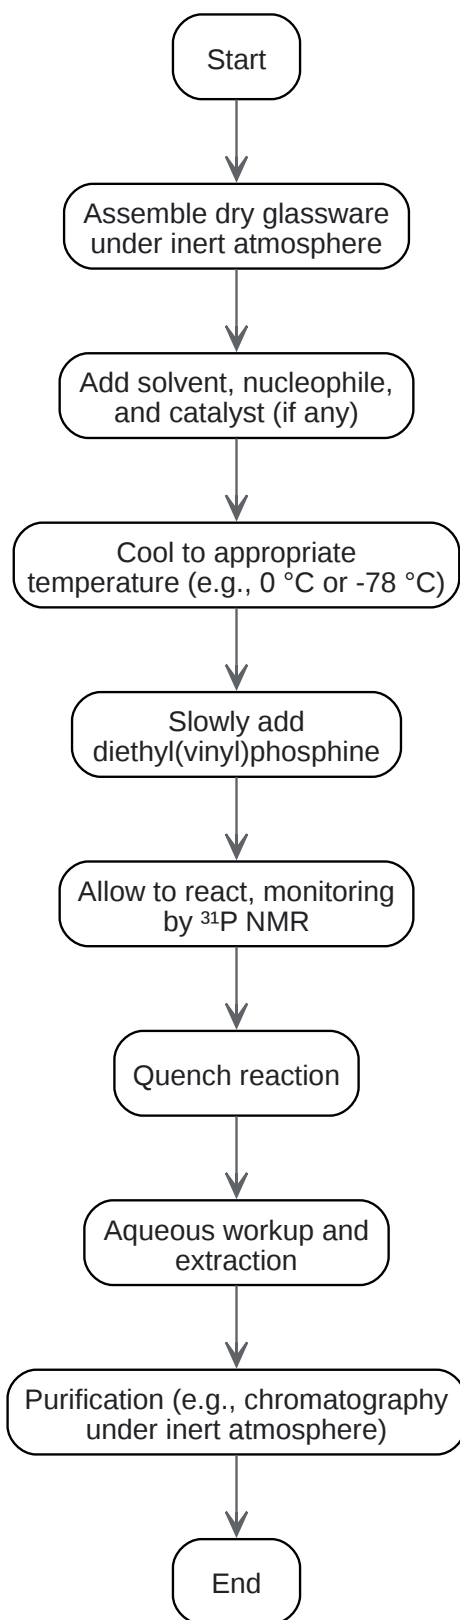 Start
Assemble dry glassware
under inert atmosphere
Add solvent, nucleophile,
and catalyst (if any)
Cool to appropriate
temperature (e.g., 0 °C or -78 °C)
Slowly add
diethyl(vinyl)phosphine
Allow to react, monitoring
by ³¹P NMR
Quench reaction
Aqueous workup and
extraction
Purification (e.g., chromatography
under inert atmosphere)
End